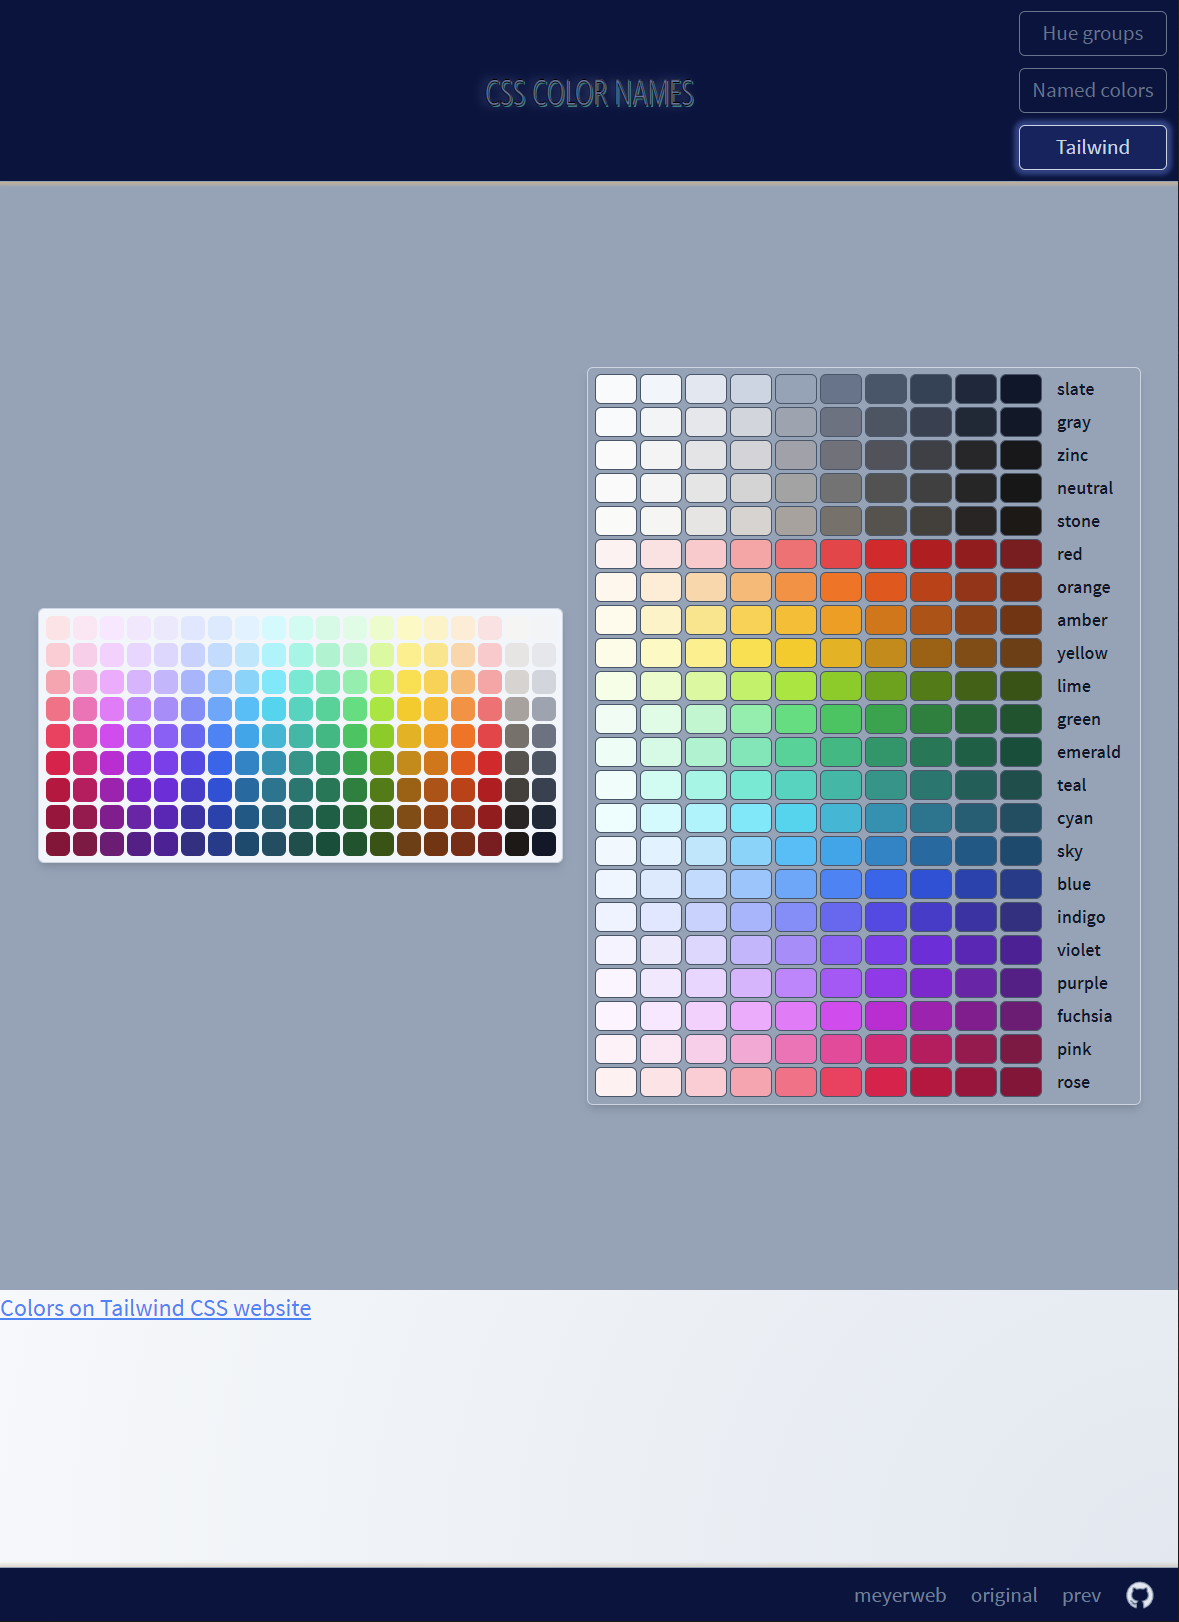 Hue groups
CSS COLOR NAMES
Named colors
Tailwind
slate
gray
zinc
neutral
stone
red
orange
amber
yellow
lime
green
emerald
teal
cyan
sky
blue
indigo
violet
purple
fuchsia
pink
rose
Colors on Tailwind CSS website
meyerweb original prev